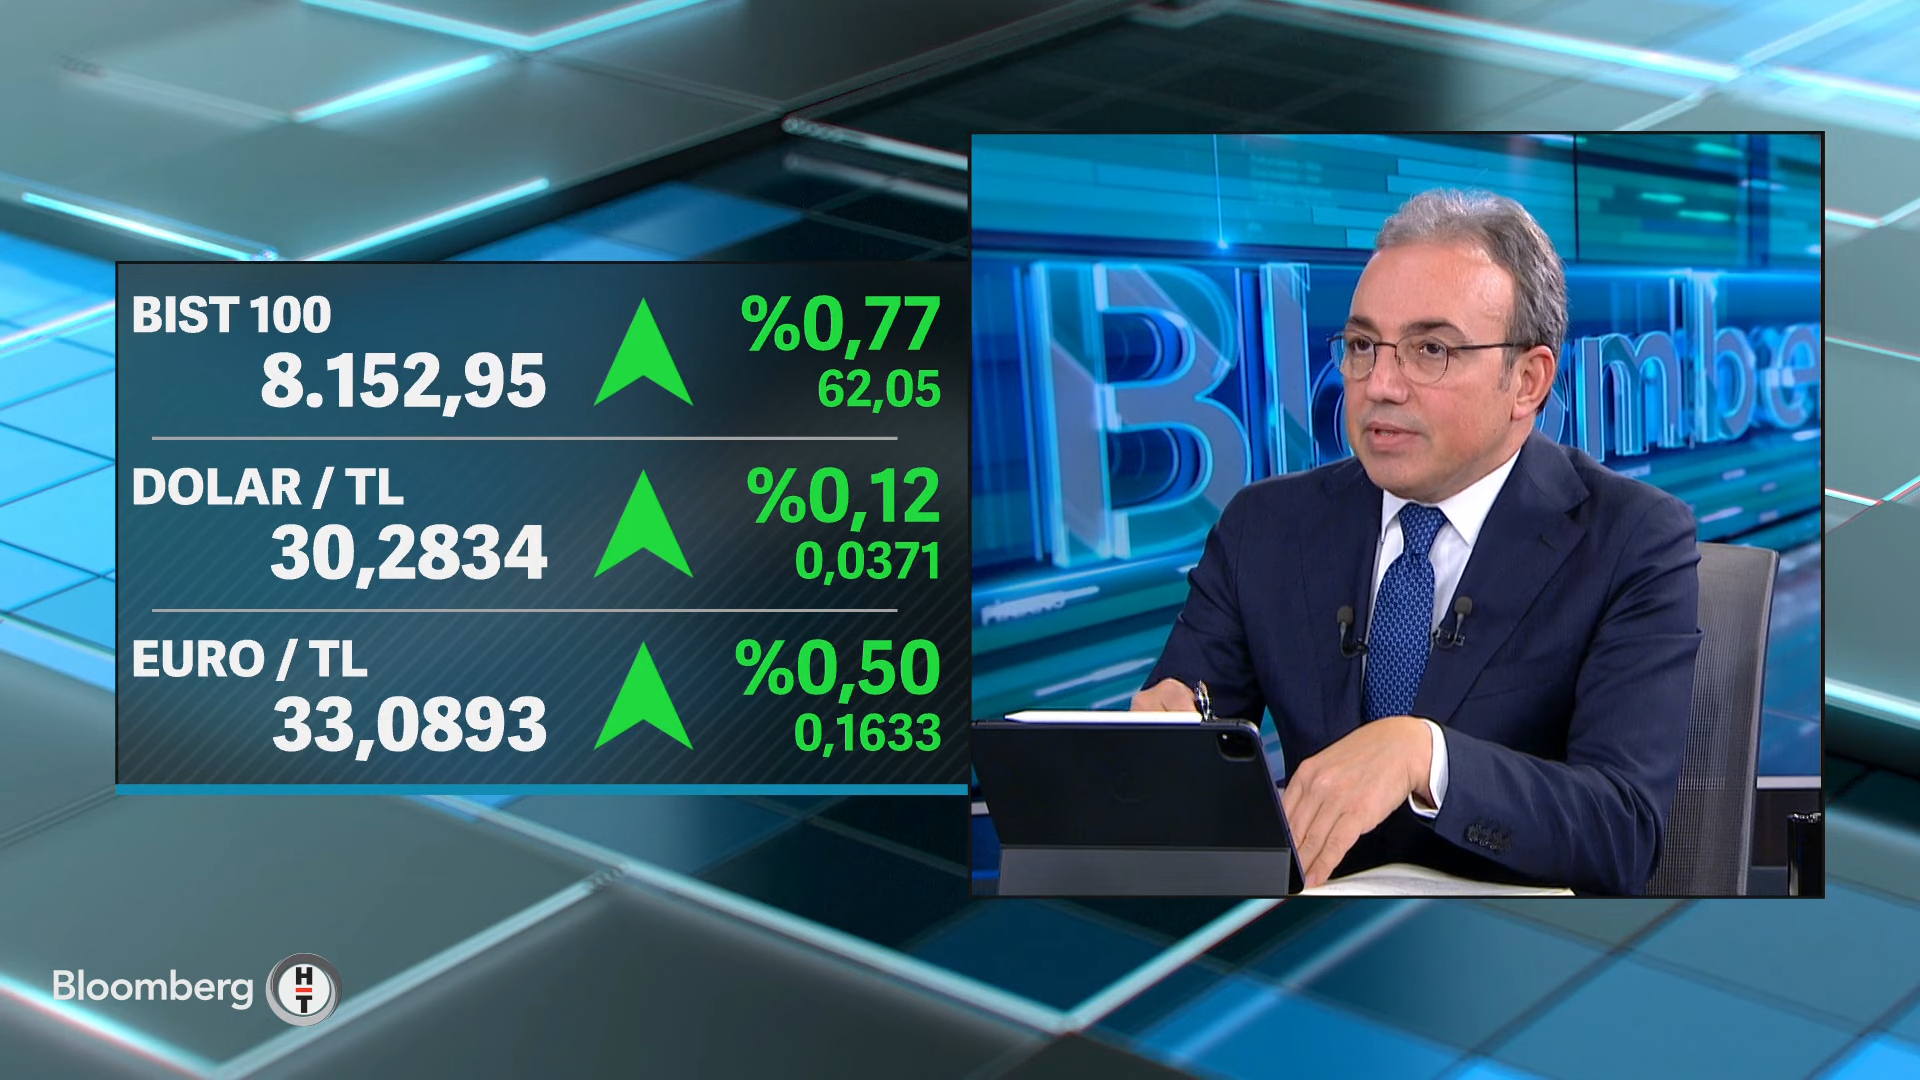 BIST 100
8.152,95
%0,77
62,05
DOLAR / TL
30,2834
%0,12
0,0371
EURO / TL
33,0893
%0,50
0,1633
Bloombe
Bloomberg HT